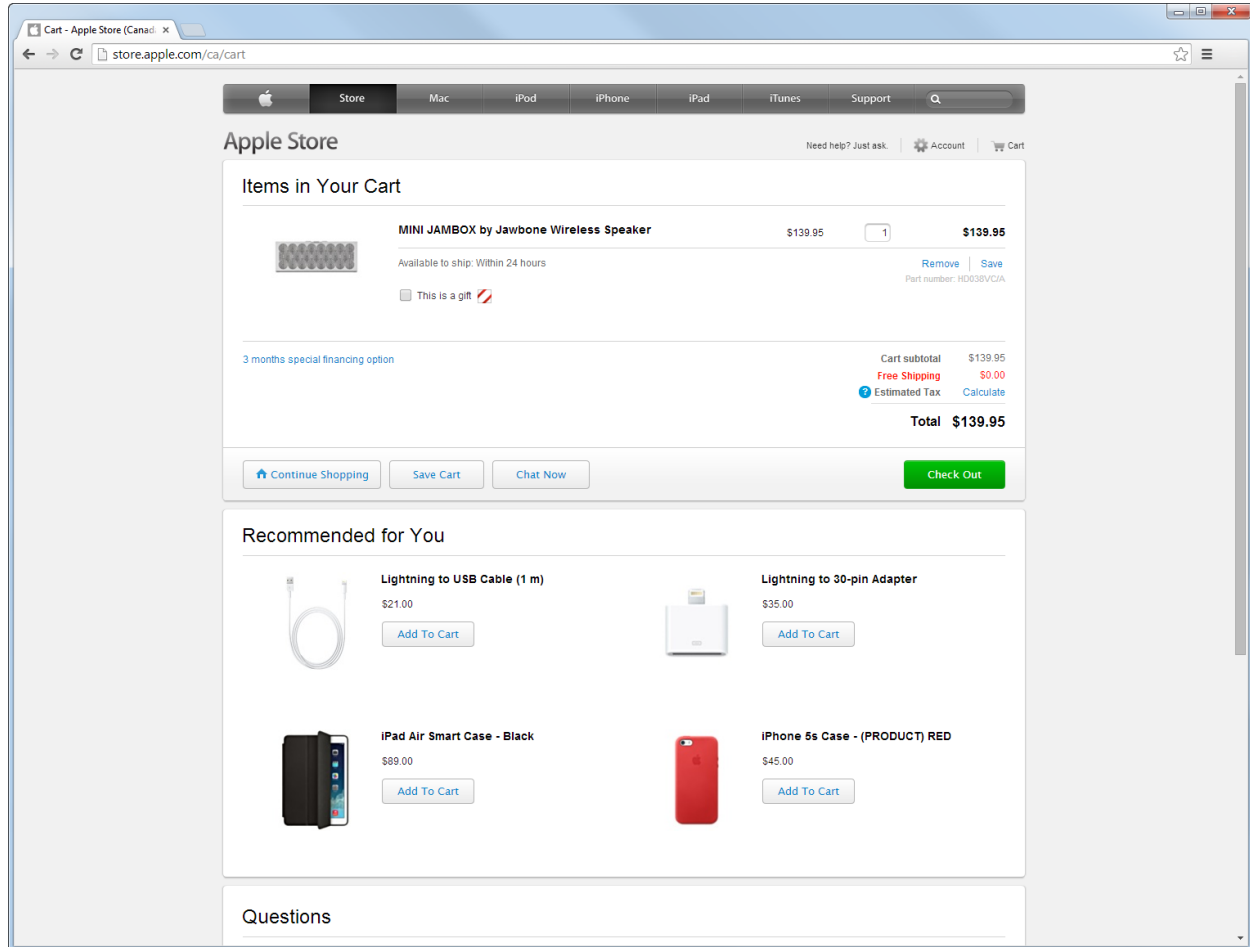 Cart - Apple Store (Canad
store.apple.com/ca/cart
Store Mac iPod iPhone iPad iTunes Support
Apple Store
Need help? Just ask. Account Cart
Items in Your Cart
MINI JAMBOX by Jawbone Wireless Speaker $139.95 1 $139.95
Available to ship: Within 24 hours Remove Save
Part number: HD038VC/A
This is a gift
3 months special financing option Cart subtotal $139.95
Free Shipping $0.00
? Estimated Tax Calculate
Total $139.95
Continue Shopping Save Cart Chat Now Check Out
Recommended for You
Lightning to USB Cable (1 m) Lightning to 30-pin Adapter
$21.00 $35.00
Add To Cart Add To Cart
iPad Air Smart Case - Black iPhone 5s Case - (PRODUCT) RED
$89.00 $45.00
Add To Cart Add To Cart
Questions